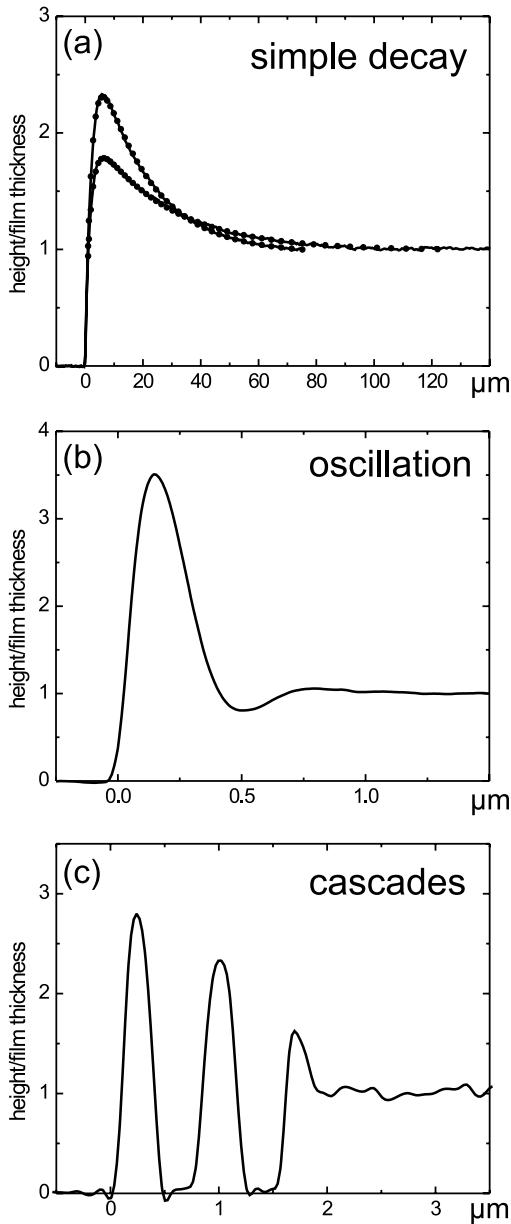 (a)
simple decay
height/film thickness
3
2
1
0
0 20 40 60 80 100 120 μm
(b)
oscillation
height/film thickness
4
3
2
1
0
0.0 0.5 1.0 μm
(c)
cascades
height/film thickness
3
2
1
0
0 1 2 3 μm